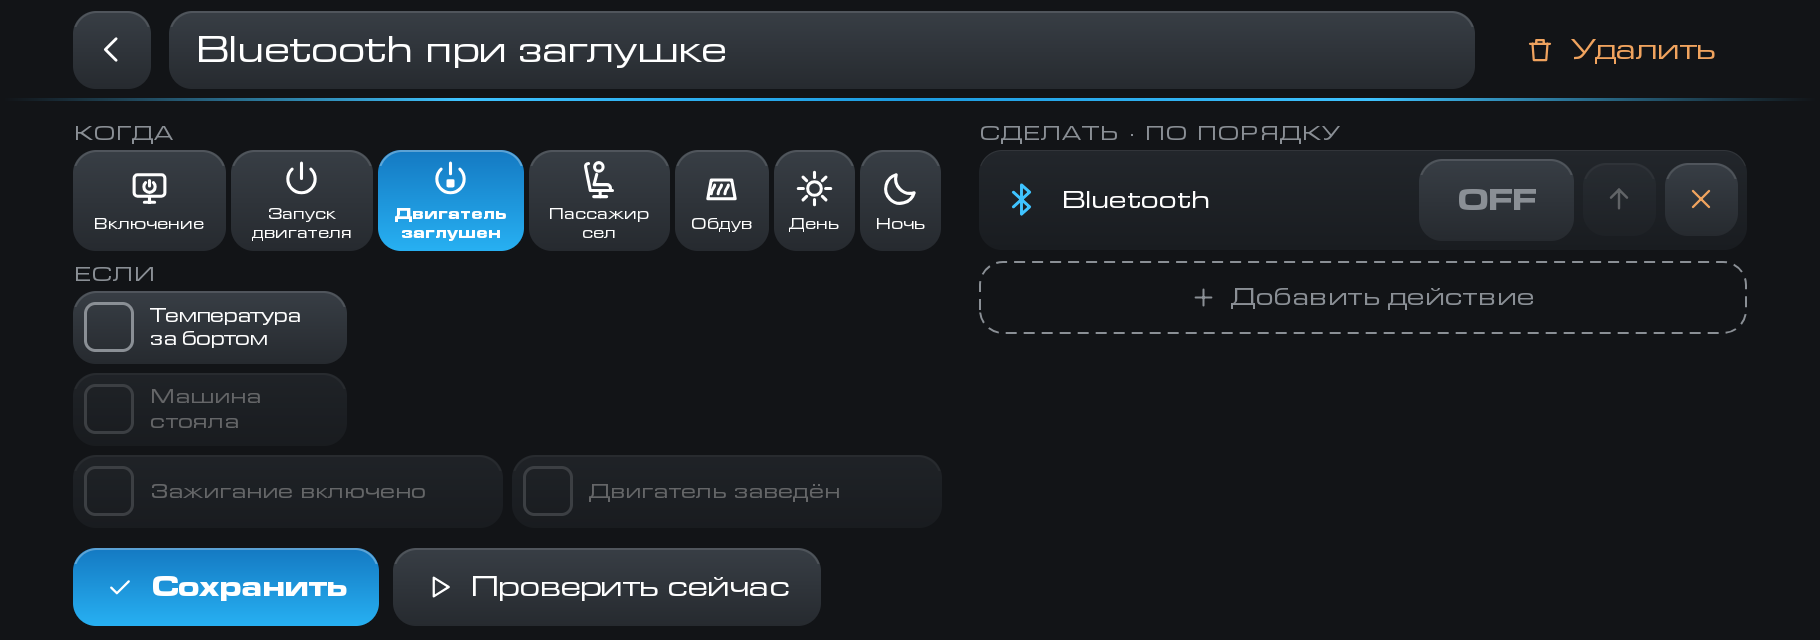 Bluetooth при заглушке
Удалить
КОГДА
Включение
Запуск
двигателя
Двигатель
заглушен
Пассажир
сел
Обдув
День
Ночь
ЕСЛИ
Температура
за бортом
Машина
стояла
Зажигание включено
Двигатель заведён
Сохранить
Проверить сейчас
СДЕЛАТЬ · ПО ПОРЯДКУ
Bluetooth
OFF
+ Добавить действие